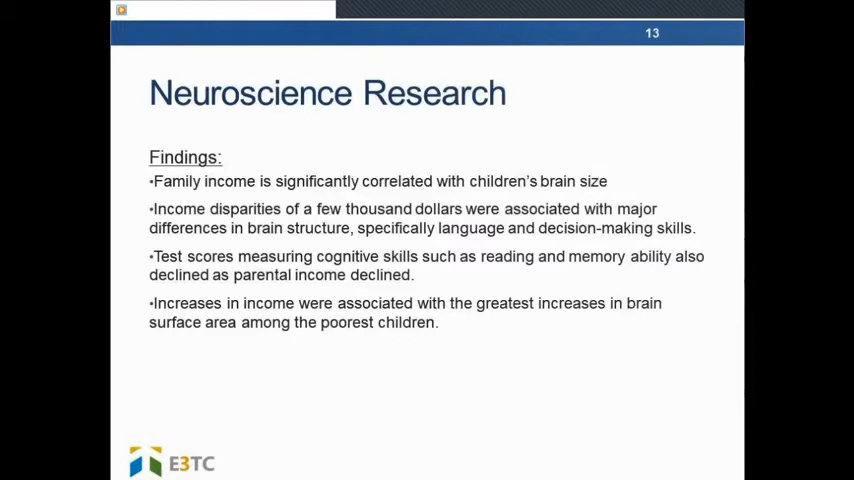 13
Neuroscience Research
Findings:
•Family income is significantly correlated with children's brain size
•Income disparities of a few thousand dollars were associated with major
differences in brain structure, specifically language and decision-making skills.
•Test scores measuring cognitive skills such as reading and memory ability also
declined as parental income declined.
•Increases in income were associated with the greatest increases in brain
surface area among the poorest children.
E3TC